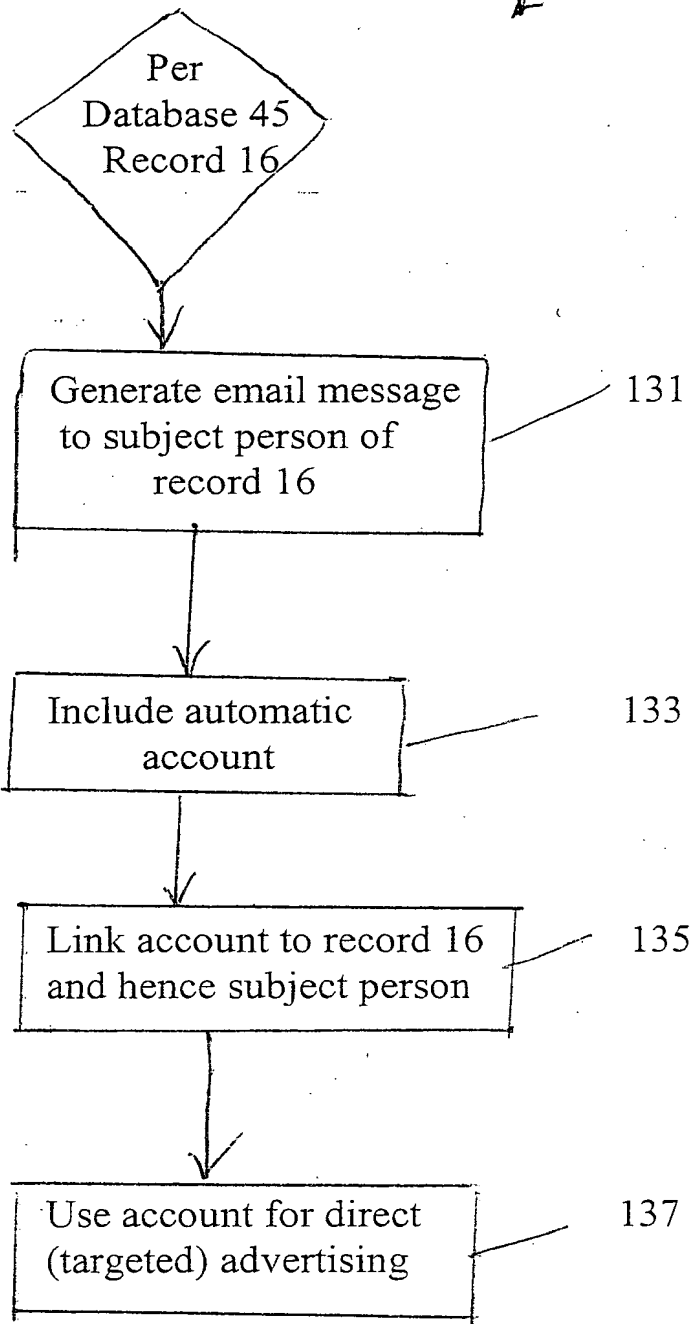 Per
Database 45
Record 16
Generate email message
to subject person of
record 16
131
Include automatic
account
133
Link account to record 16
and hence subject person
135
Use account for direct
(targeted) advertising
137